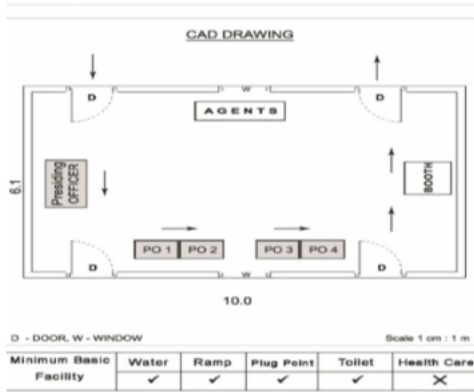 CAD DRAWING
D W D
AGENTS
Presiding OFFICER
BOOTH
6.1
PO 1 PO 2 PO 3 PO 4
D W D
10.0
D - DOOR, W - WINDOW Scale 1 cm : 1 m
Minimum Basic Facility Water Ramp Plug Point Toilet Health Care
✓ ✓ ✓ ✓ ✕